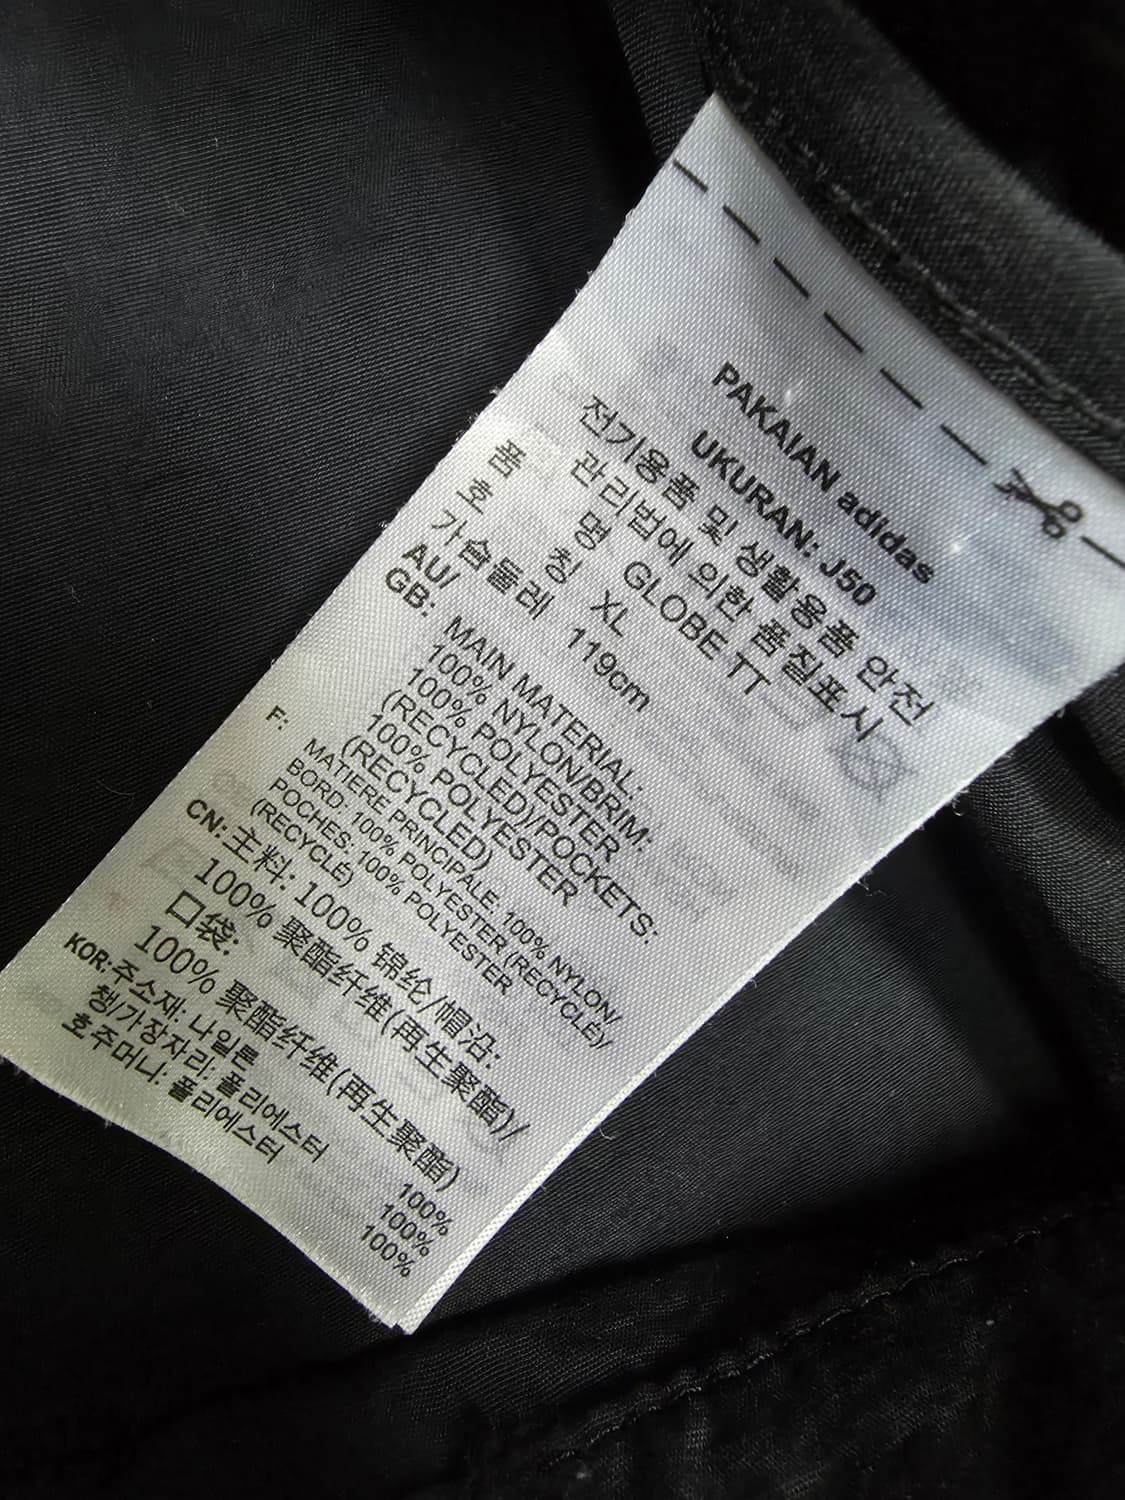 PAKAIAN adidas
UKURAN: J50
전기용품 및 생활용품 안전
관리법에 의한 품질표시
품 명 GLOBE TT
호 칭 XL
가슴둘레 119cm
AU/
GB: MAIN MATERIAL:
100% NYLON/BRIM:
100% POLYESTER
(RECYCLED)/POCKETS:
100% POLYESTER
(RECYCLED)
F: MATIERE PRINCIPALE: 100% NYLON/
BORD: 100% POLYESTER (RECYCLÉ)/
POCHES: 100% POLYESTER
(RECYCLÉ)
CN: 主料: 100% 锦纶/帽沿:
100% 聚酯纤维(再生聚酯)/
口袋:
100% 聚酯纤维(再生聚酯)
KOR: 주소재: 나일론 100%
챙/가장자리: 폴리에스터 100%
호주머니: 폴리에스터 100%